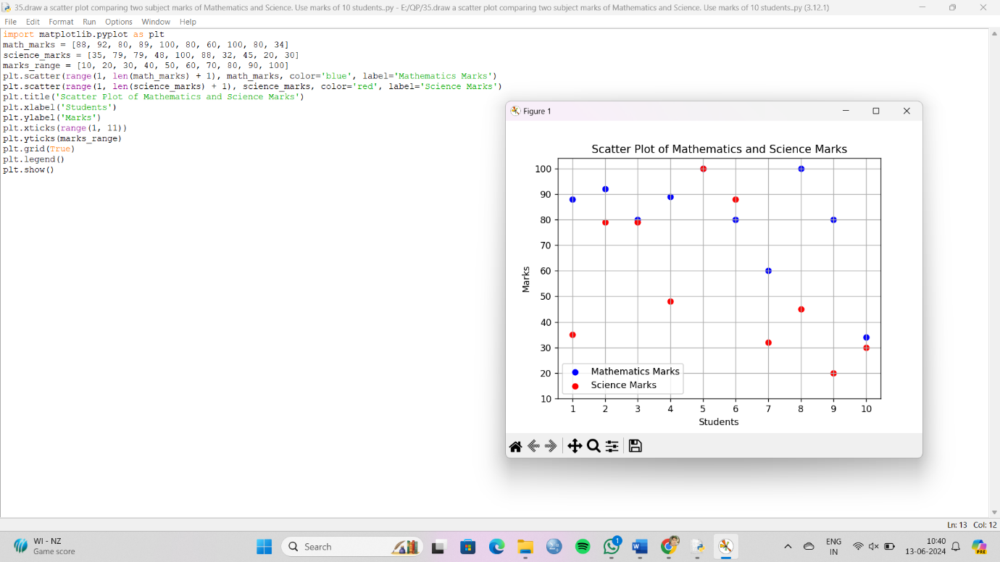 35.draw a scatter plot comparing two subject marks of Mathematics and Science. Use marks of 10 students..py - E:/QP/35.draw a scatter plot comparing two subject marks of Mathematics and Science. Use marks of 10 students..py (3.12.1)
File Edit Format Run Options Window Help
import matplotlib.pyplot as plt
math_marks = [88, 92, 80, 89, 100, 80, 60, 100, 80, 34]
science_marks = [35, 79, 79, 48, 100, 88, 32, 45, 20, 30]
marks_range = [10, 20, 30, 40, 50, 60, 70, 80, 90, 100]
plt.scatter(range(1, len(math_marks) + 1), math_marks, color='blue', label='Mathematics Marks')
plt.scatter(range(1, len(science_marks) + 1), science_marks, color='red', label='Science Marks')
plt.title('Scatter Plot of Mathematics and Science Marks')
plt.xlabel('Students')
plt.ylabel('Marks')
plt.xticks(range(1, 11))
plt.yticks(marks_range)
plt.grid(True)
plt.legend()
plt.show()
Figure 1
Scatter Plot of Mathematics and Science Marks
100
90
80
70
60
50
40
30
20
10
Marks
Mathematics Marks
Science Marks
1 2 3 4 5 6 7 8 9 10
Students
Ln: 13 Col: 12
WI - NZ
Game score
Search
1
W
PRE
ENG
IN
10:40
13-06-2024